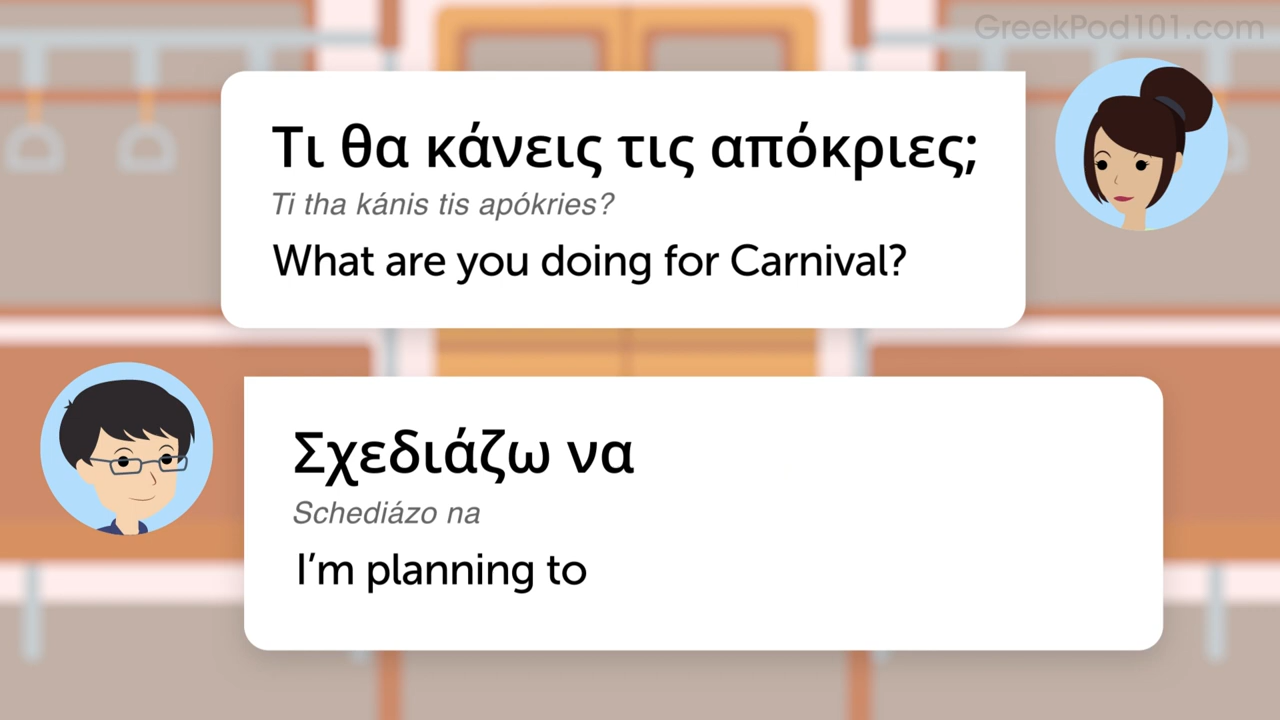 GreekPod101.com
Τι θα κάνεις τις απόκριες;
Ti tha kánis tis apókries?
What are you doing for Carnival?
Σχεδιάζω να
Schediázo na
I'm planning to